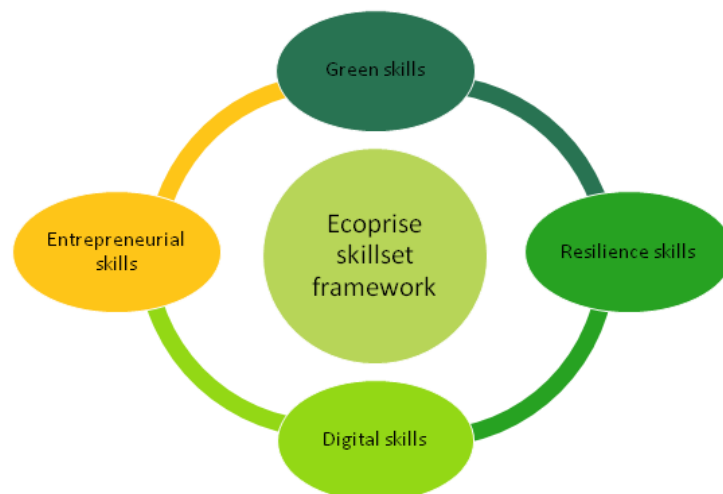 Green skills
Entrepreneurial
skills
Ecoprise
skillset
framework
Resilience skills
Digital skills